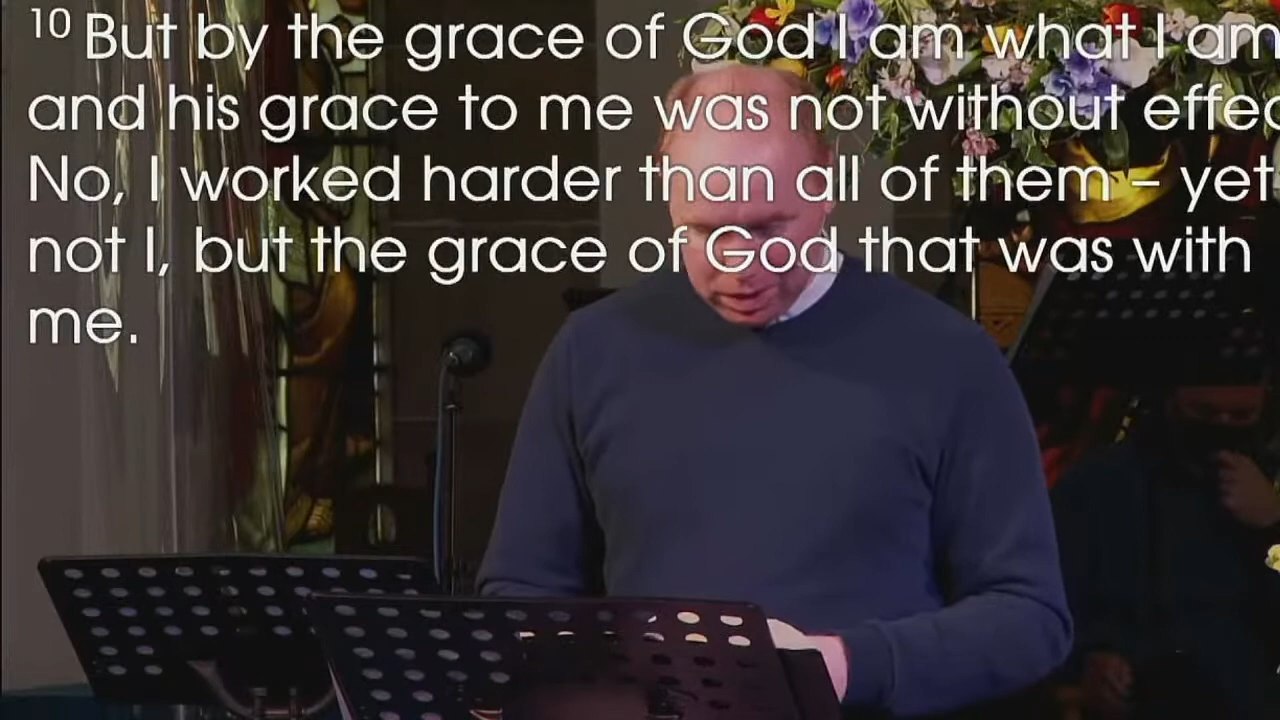 10 But by the grace of God I am what I am
and his grace to me was not without effec
No, I worked harder than all of them – yet
not I, but the grace of God that was with
me.